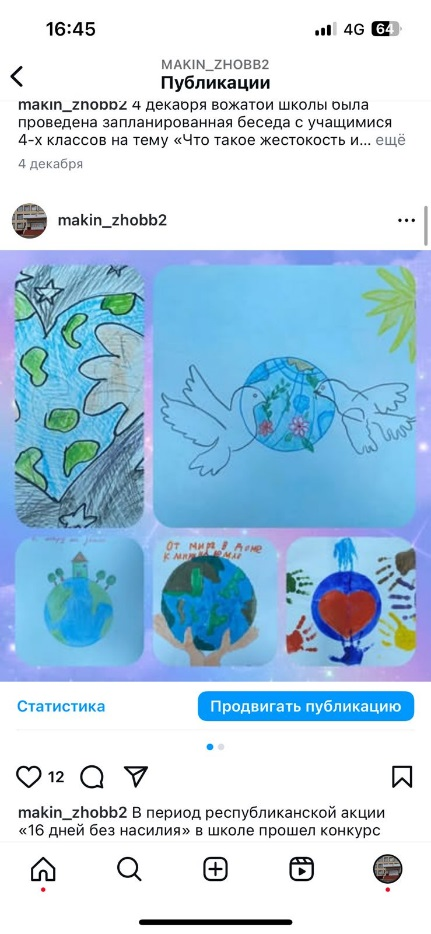 16:45
4G 64
MAKIN_ZHOBB2
Публикации
makin_zhobb2 4 декабря вожатой школы была
проведена запланированная беседа с учащимися
4-х классов на тему «Что такое жестокость и... ещё
4 декабря
makin_zhobb2
От мира в доме
к миру на земле
Статистика
Продвигать публикацию
12
makin_zhobb2 В период республиканской акции
«16 дней без насилия» в школе прошел конкурс